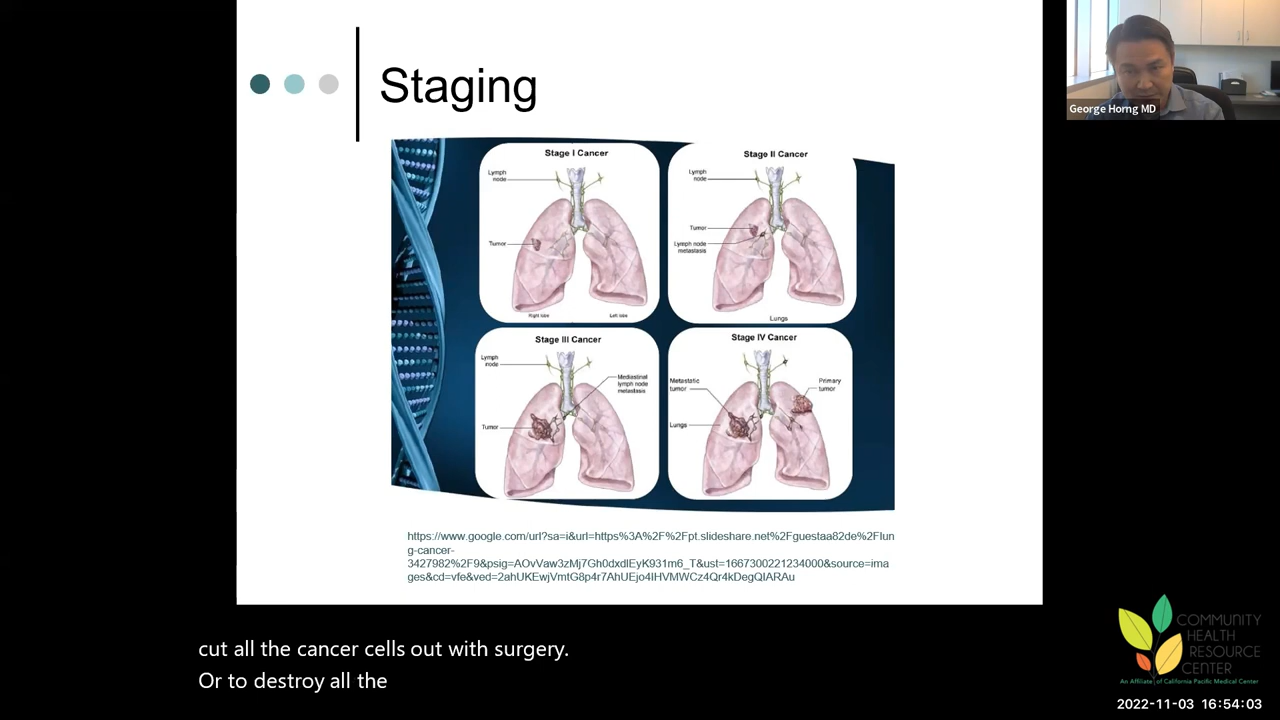 Staging
George Horng MD
Stage I Cancer
Lymph
node
Tumor
Right lobe
Left lobe
Stage II Cancer
Lymph
node
Tumor
Lymph node
metastasis
Lungs
Stage III Cancer
Lymph
node
Mediastinal
lymph node
metastasis
Tumor
Stage IV Cancer
Metastatic
tumor
Primary
tumor
Lungs
https://www.google.com/url?sa=i&url=https%3A%2F%2Fpt.slideshare.net%2Fguestaa82de%2Flun
g-cancer-
3427982%2F9&psig=AOvVaw3zMj7Gh0dxdlEyK931m6_T&ust=1667300221234000&source=ima
ges&cd=vfe&ved=2ahUKEwjVmtG8p4r7AhUEjo4IHVMWCz4Qr4kDegQIARAu
cut all the cancer cells out with surgery.
Or to destroy all the
COMMUNITY
HEALTH
RESOURCE
CENTER
An Affiliate of California Pacific Medical Center
2022-11-03 16:54:03